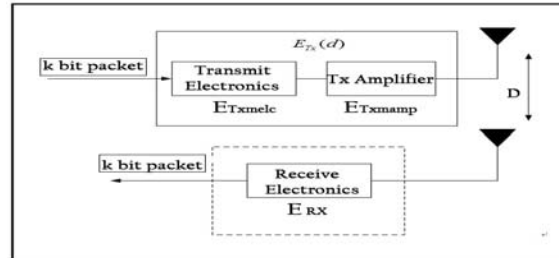 E_Tx(d)
k bit packet
Transmit
Electronics
Tx Amplifier
ETxmelc
ETxmamp
D
k bit packet
Receive
Electronics
E RX